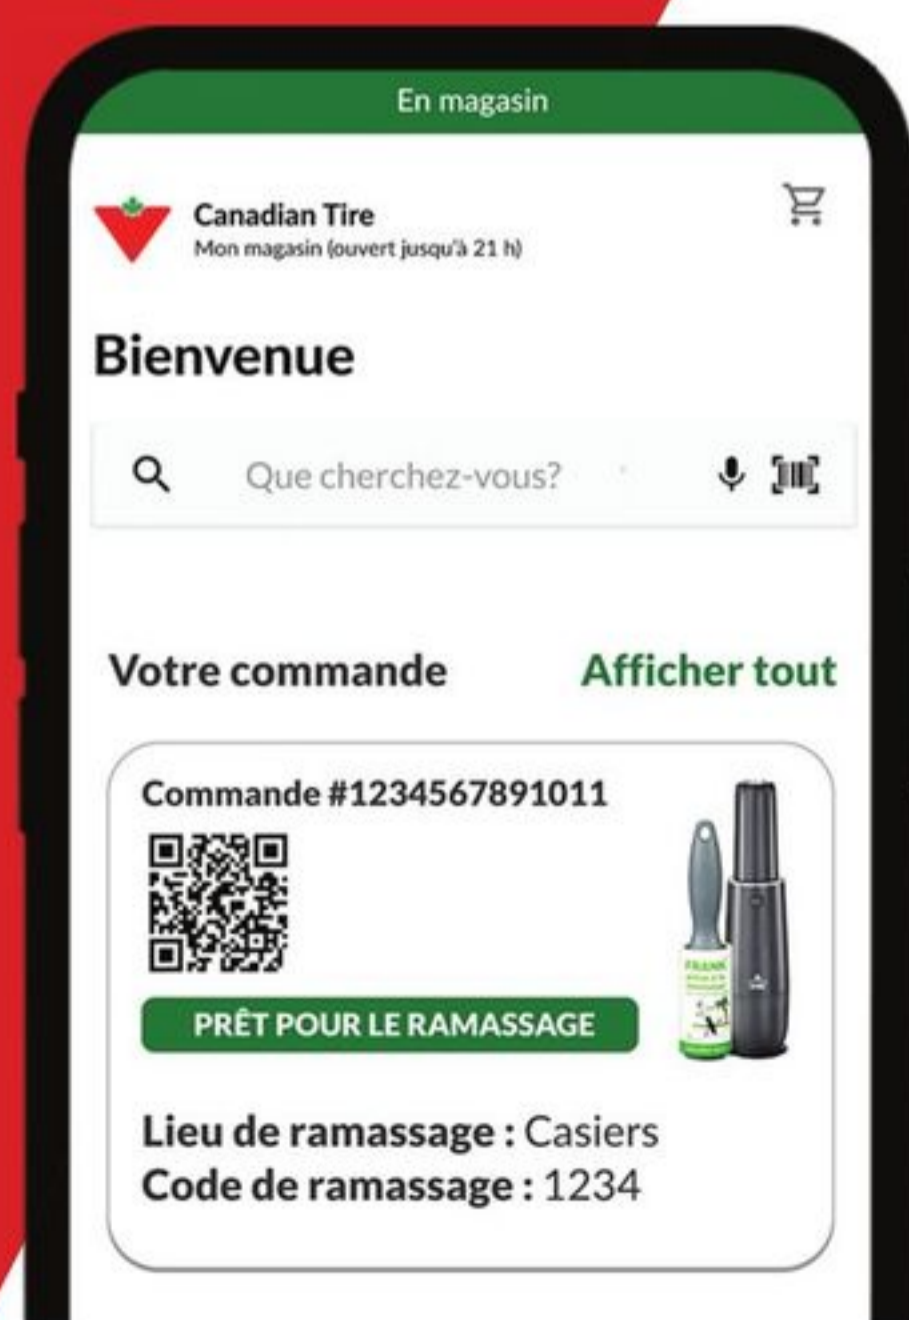 En magasin
Canadian Tire
Mon magasin (ouvert jusqu'à 21 h)
Bienvenue
Que cherchez-vous?
Votre commande
Afficher tout
Commande #1234567891011
FRANK
PRÊT POUR LE RAMASSAGE
Lieu de ramassage : Casiers
Code de ramassage : 1234